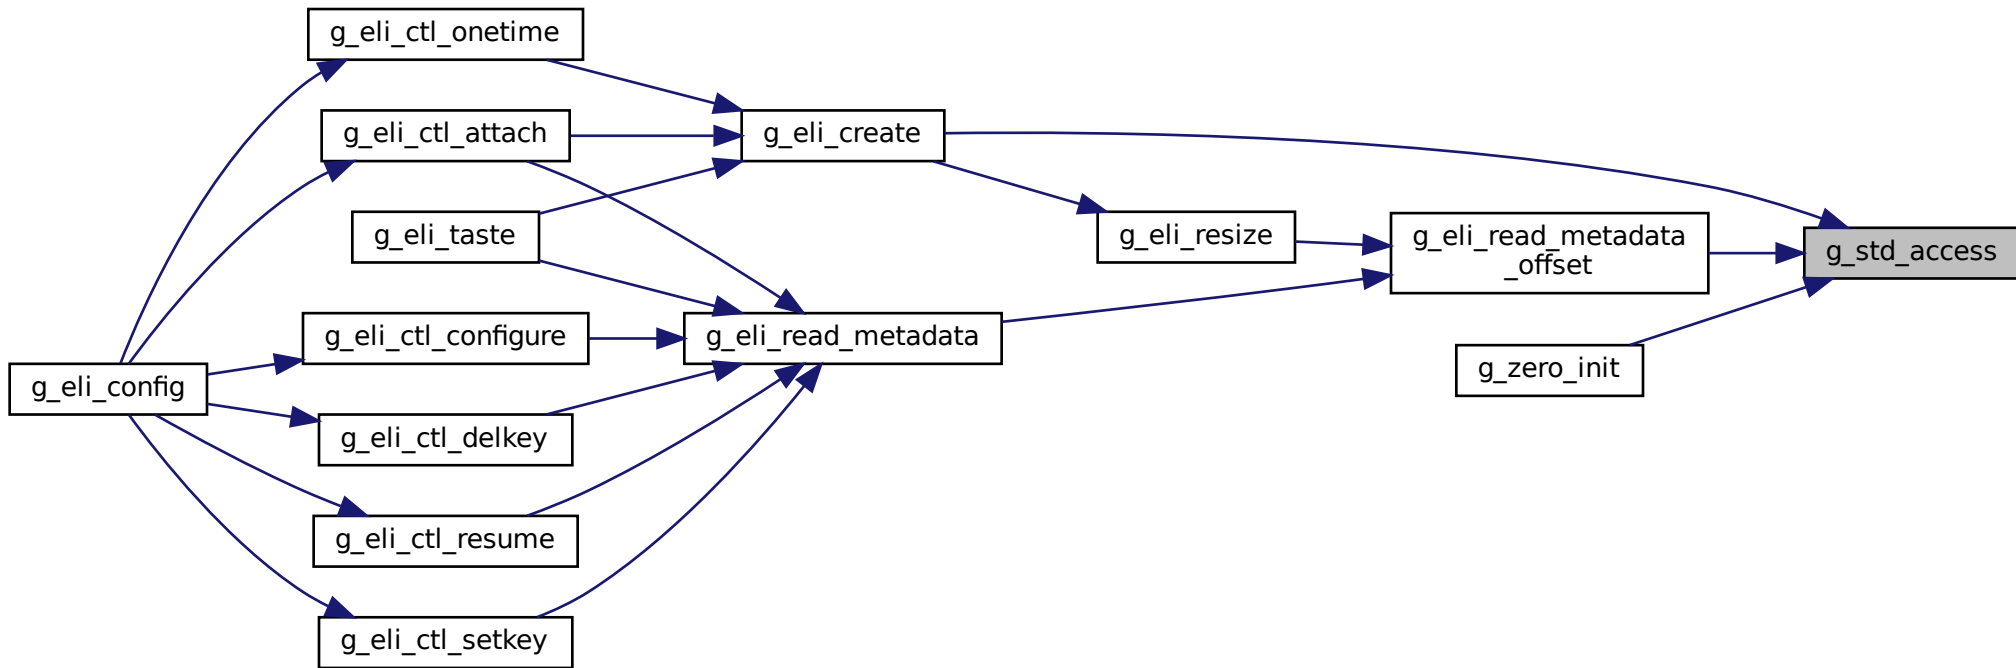 g_eli_ctl_onetime
g_eli_ctl_attach
g_eli_create
g_eli_taste
g_eli_resize
g_eli_read_metadata
_offset
g_std_access
g_eli_ctl_configure
g_eli_read_metadata
g_zero_init
g_eli_config
g_eli_ctl_delkey
g_eli_ctl_resume
g_eli_ctl_setkey